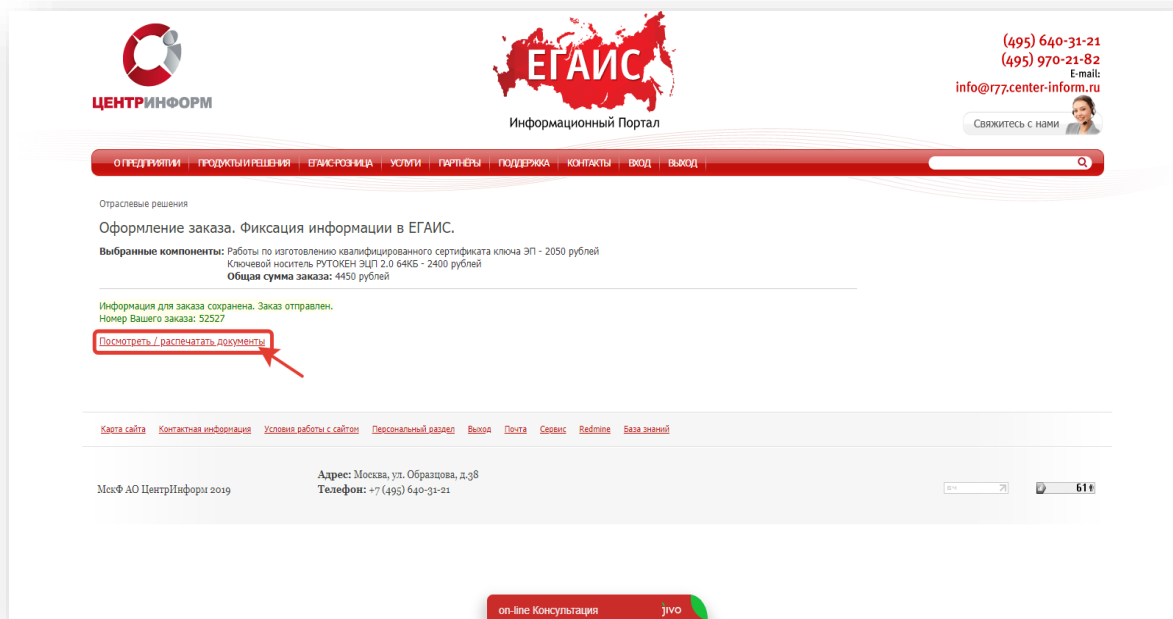 ЦЕНТРИНФОРМ
ЕГАИС
Информационный Портал
(495) 640-31-21
(495) 970-21-82
E-mail:
info@r77.center-inform.ru
Свяжитесь с нами
О ПРЕДПРИЯТИИ ПРОДУКТЫ И РЕШЕНИЯ ЕГАИС-РОЗНИЦА УСЛУГИ ПАРТНЁРЫ ПОДДЕРЖКА КОНТАКТЫ ВХОД ВЫХОД
Отраслевые решения
Оформление заказа. Фиксация информации в ЕГАИС.
Выбранные компоненты: Работы по изготовлению квалифицированного сертификата ключа ЭП - 2050 рублей
Ключевой носитель РУТОКЕН ЭЦП 2.0 64КБ - 2400 рублей
Общая сумма заказа: 4450 рублей
Информация для заказа сохранена. Заказ отправлен.
Номер Вашего заказа: 52527
Посмотреть / распечатать документы
Карта сайта Контактная информация Условия работы с сайтом Персональный раздел Выход Почта Сервис Redmine База знаний
МскФ АО ЦентрИнформ 2019
Адрес: Москва, ул. Образцова, д.38
Телефон: +7 (495) 640-31-21
61
on-line Консультация jivo